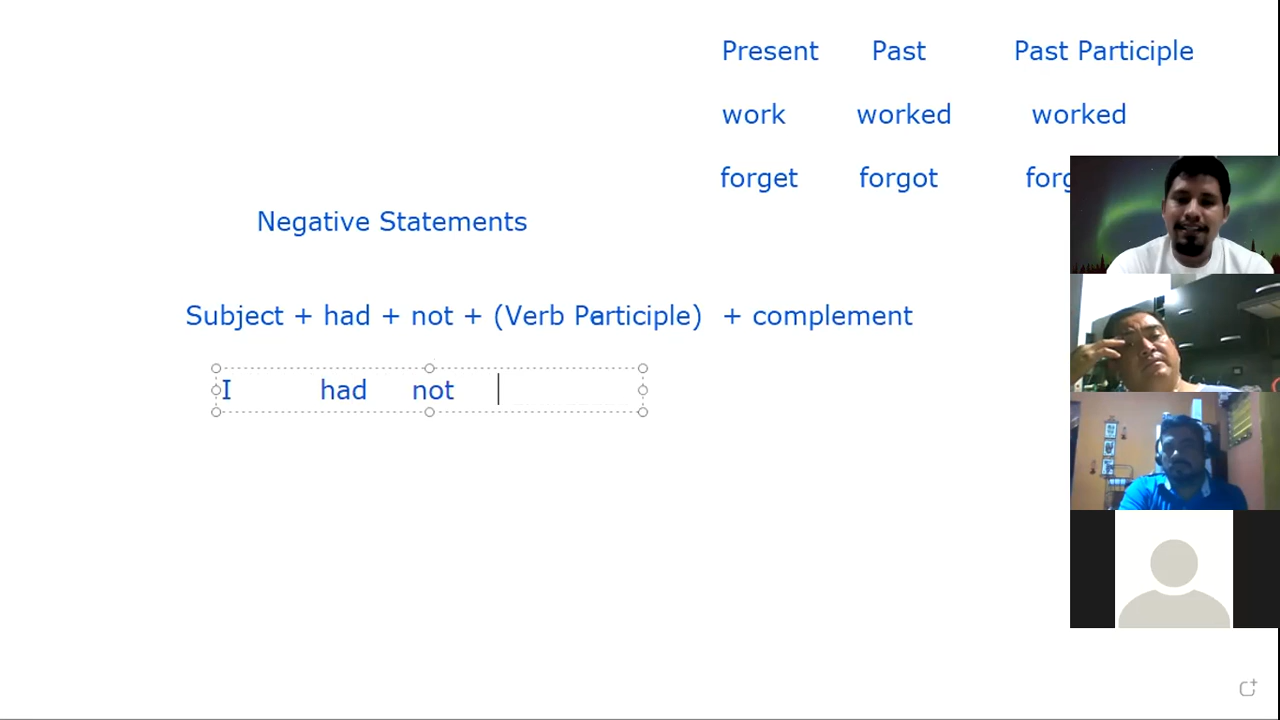 Present Past Past Participle
work worked worked
forget forgot
Negative Statements
Subject + had + not + (Verb Participle) + complement
I had not